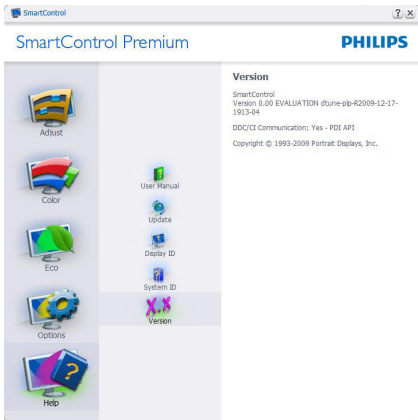 SmartControl
SmartControl Premium
PHILIPS
Adjust
Color
Eco
Options
Help
User Manual
Update
Display ID
System ID
X.X
Version
Version
SmartControl
Version 0.00 EVALUATION dtune-plp-R2009-12-17-
1913-04
DDC/CI Communication: Yes - PDI API
Copyright © 1993-2009 Portrait Displays, Inc.